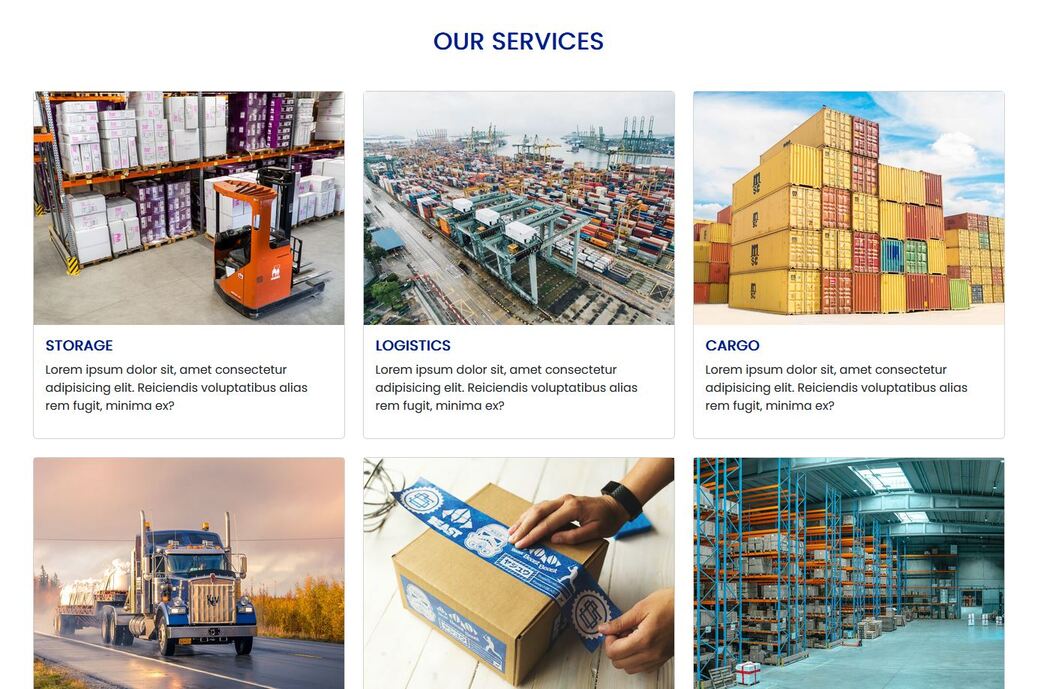 OUR SERVICES
STORAGE
Lorem ipsum dolor sit, amet consectetur
adipisicing elit. Reiciendis voluptatibus alias
rem fugit, minima ex?
LOGISTICS
Lorem ipsum dolor sit, amet consectetur
adipisicing elit. Reiciendis voluptatibus alias
rem fugit, minima ex?
CARGO
Lorem ipsum dolor sit, amet consectetur
adipisicing elit. Reiciendis voluptatibus alias
rem fugit, minima ex?
BEAST